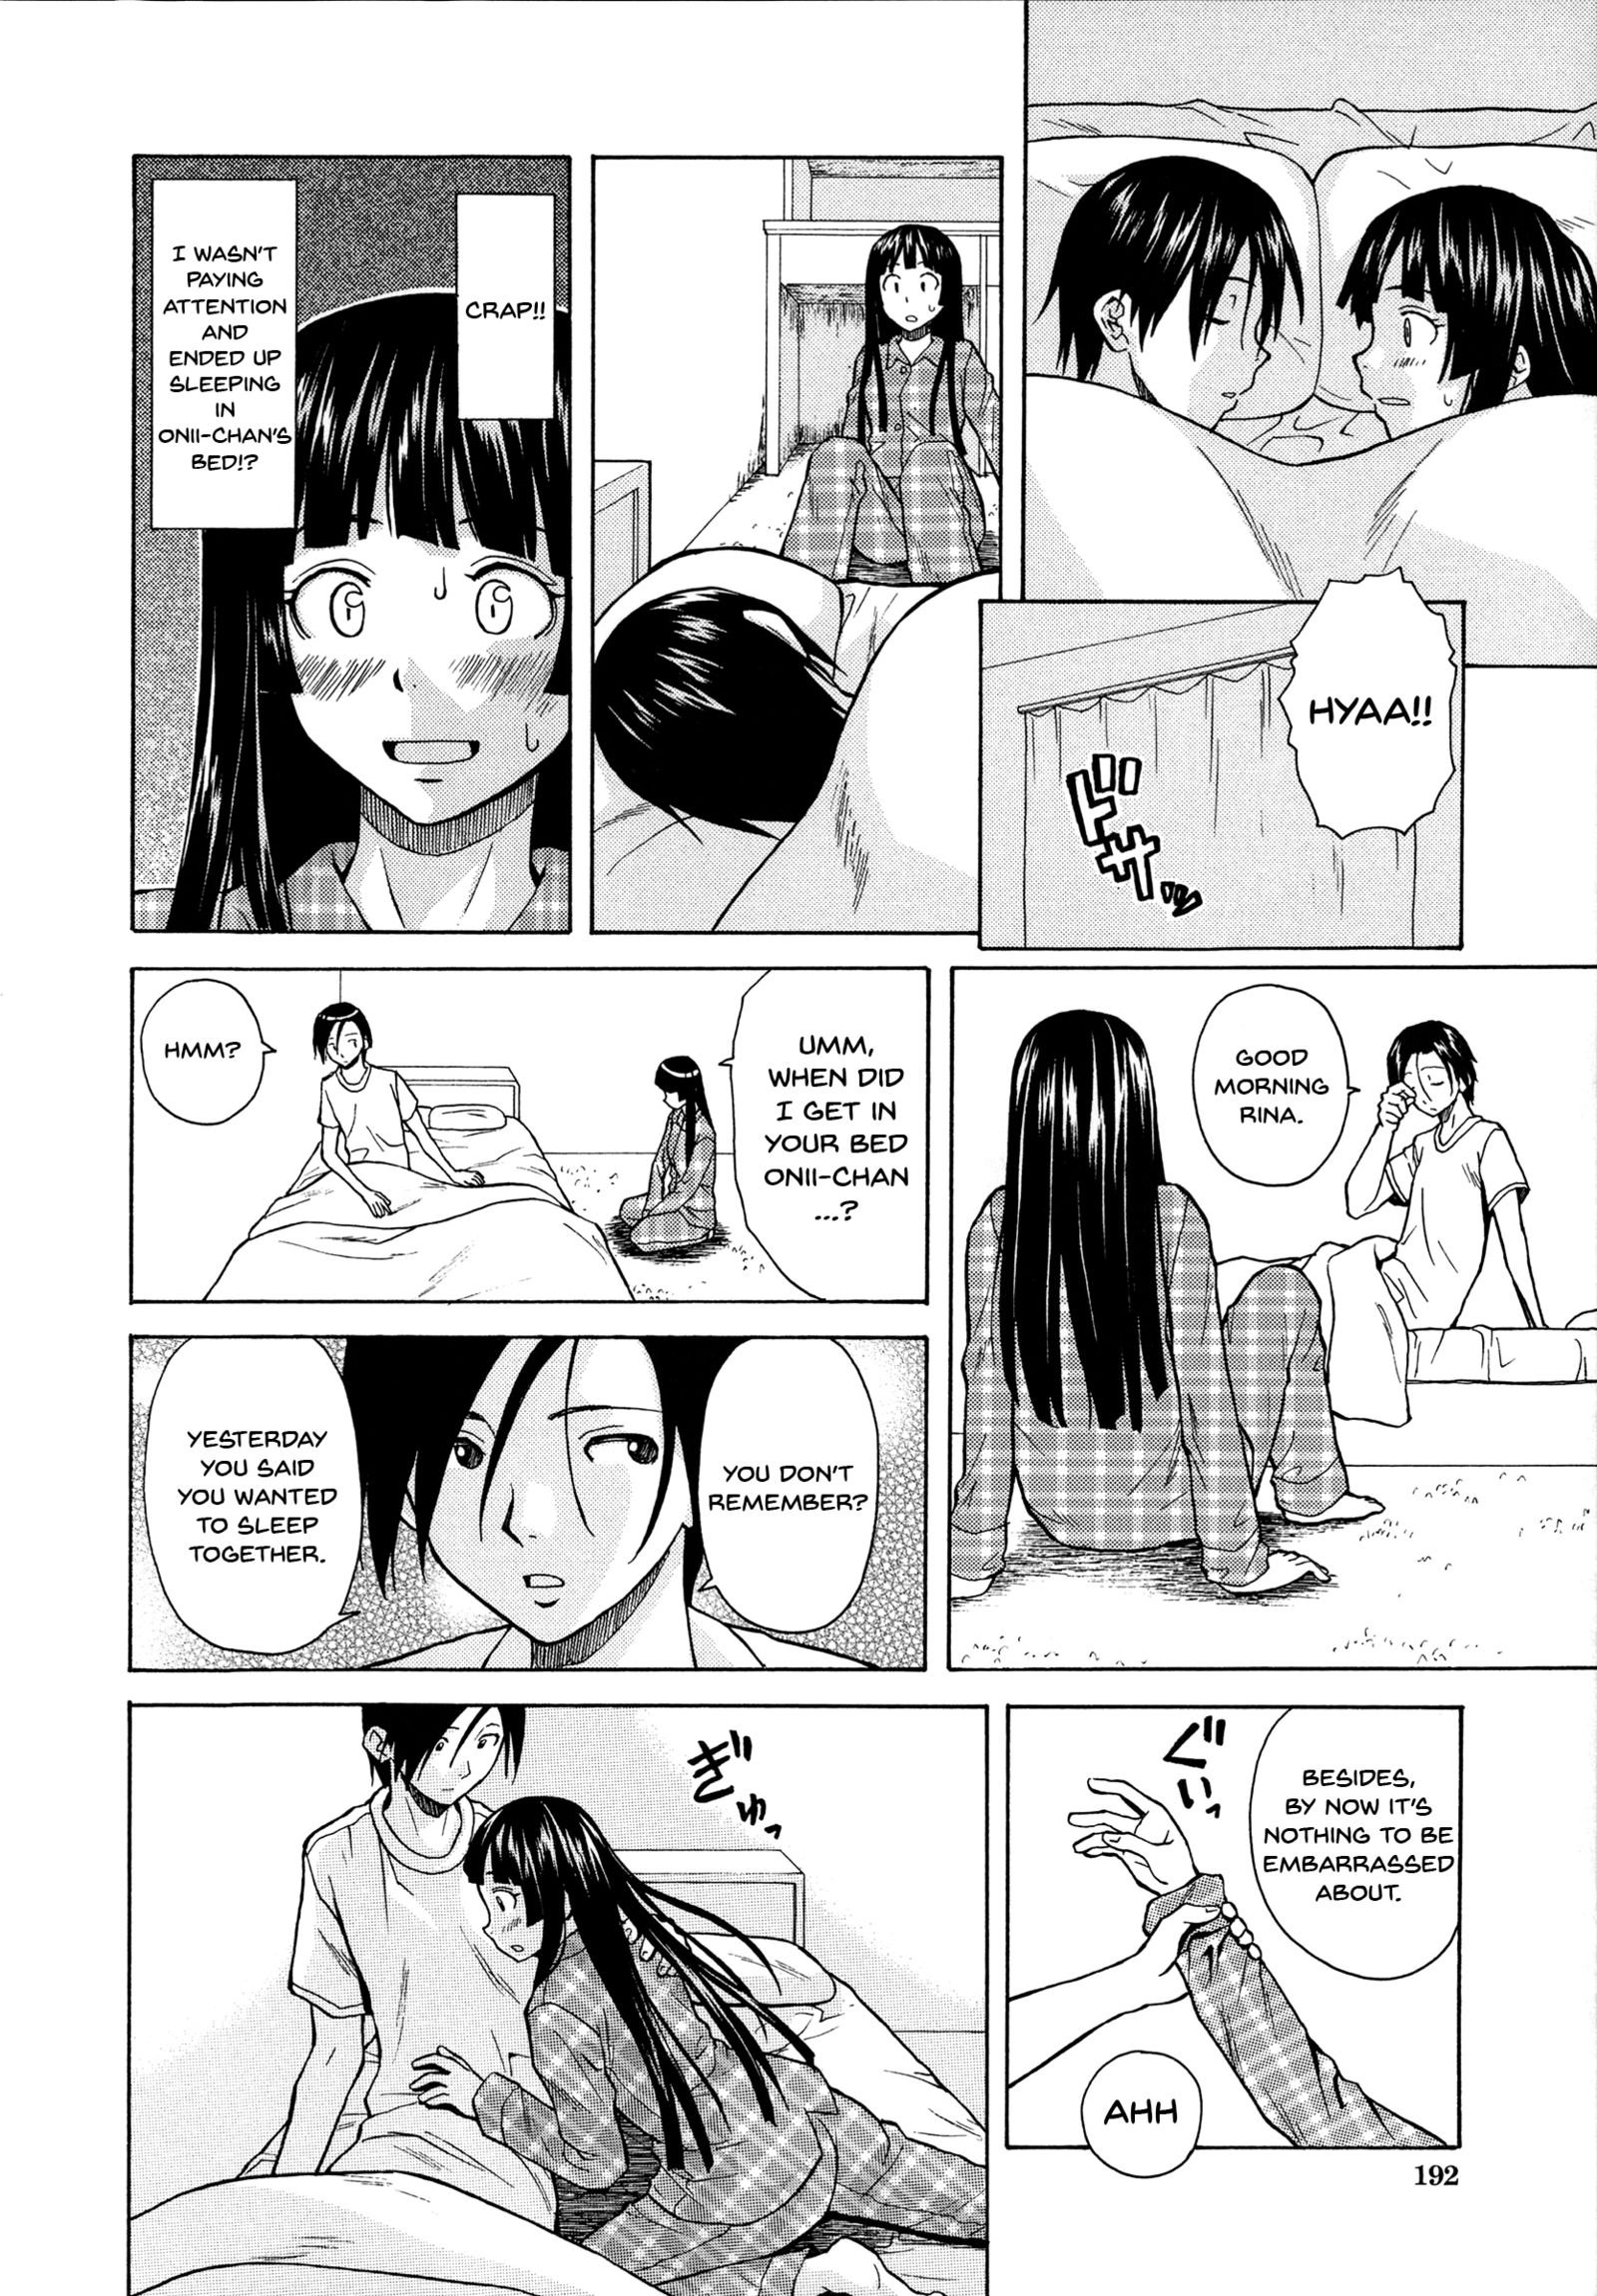 HYAA!!
ドサッ
CRAP!!
I WASN'T
PAYING
ATTENTION
AND
ENDED UP
SLEEPING
IN
ONII-CHAN'S
BED!?
GOOD
MORNING
RINA.
UMM,
WHEN DID
I GET IN
YOUR BED
ONII-CHAN
...?
HMM?
YOU DON'T
REMEMBER?
YESTERDAY
YOU SAID
YOU WANTED
TO SLEEP
TOGETHER.
BESIDES,
BY NOW IT'S
NOTHING TO BE
EMBARRASSED
ABOUT.
ぐいっ
AHH
ぎゅっ
192